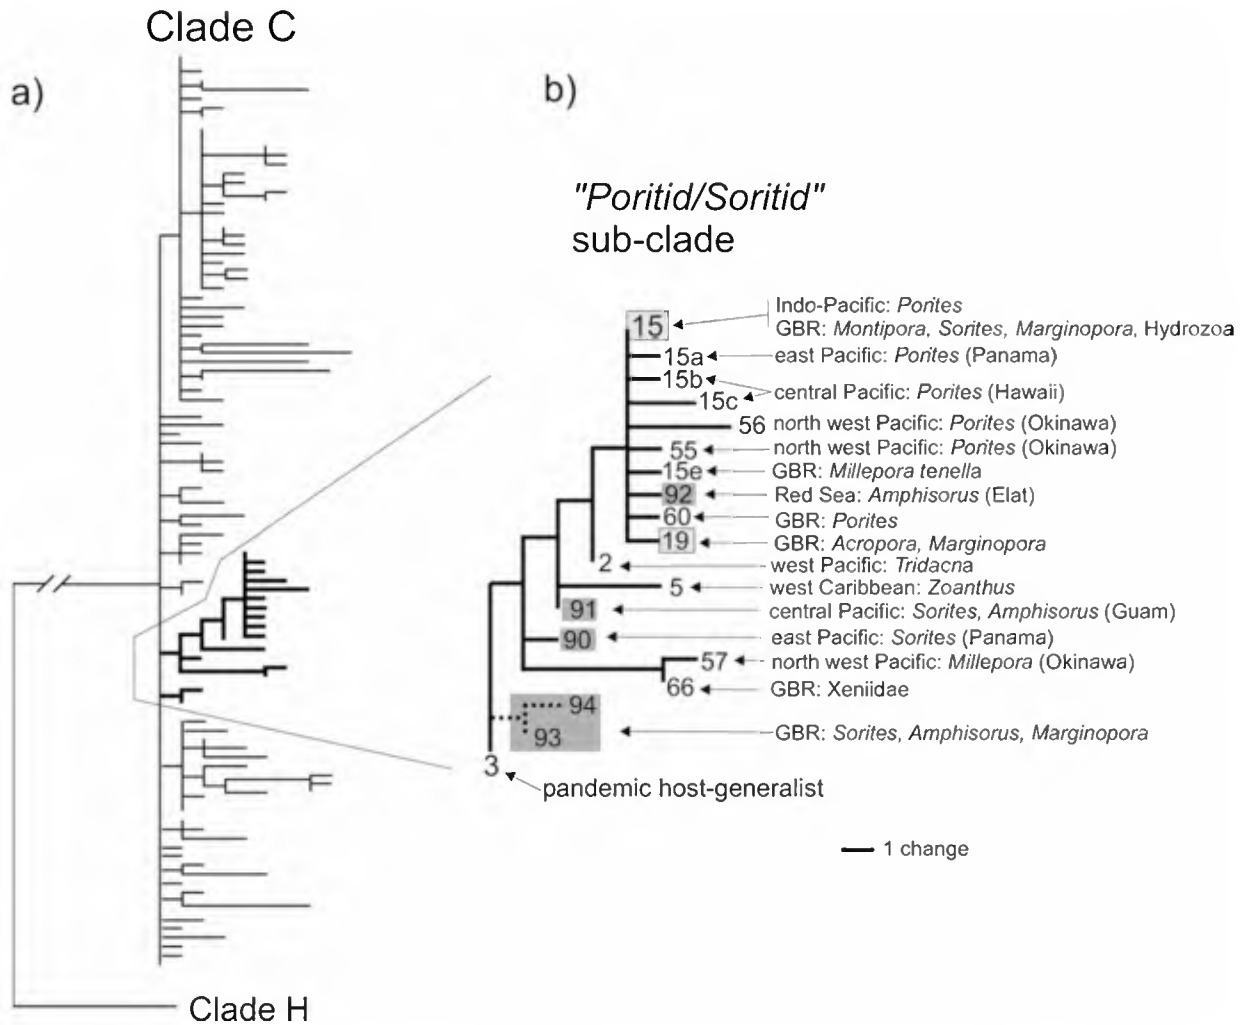 Clade C
a)
b)
"Poritid/Soritid"
sub-clade
15
Indo-Pacific: Porites
GBR: Montipora, Sorites, Marginopora, Hydrozoa
15a
east Pacific: Porites (Panama)
15b
15c
central Pacific: Porites (Hawaii)
56
north west Pacific: Porites (Okinawa)
55
north west Pacific: Porites (Okinawa)
15e
GBR: Millepora tenella
92
Red Sea: Amphisorus (Elat)
60
GBR: Porites
19
GBR: Acropora, Marginopora
2
west Pacific: Tridacna
5
west Caribbean: Zoanthus
91
central Pacific: Sorites, Amphisorus (Guam)
90
east Pacific: Sorites (Panama)
57
north west Pacific: Millepora (Okinawa)
66
GBR: Xeniidae
94
93
GBR: Sorites, Amphisorus, Marginopora
3
pandemic host-generalist
1 change
Clade H